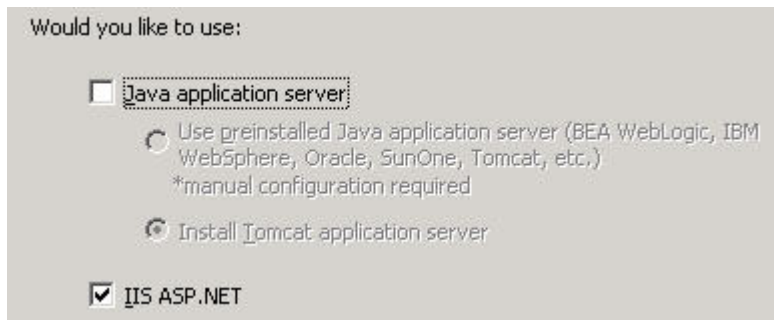 Would you like to use:
Java application server
Use preinstalled Java application server (BEA WebLogic, IBM
WebSphere, Oracle, SunOne, Tomcat, etc.)
*manual configuration required
Install Tomcat application server
IIS ASP.NET